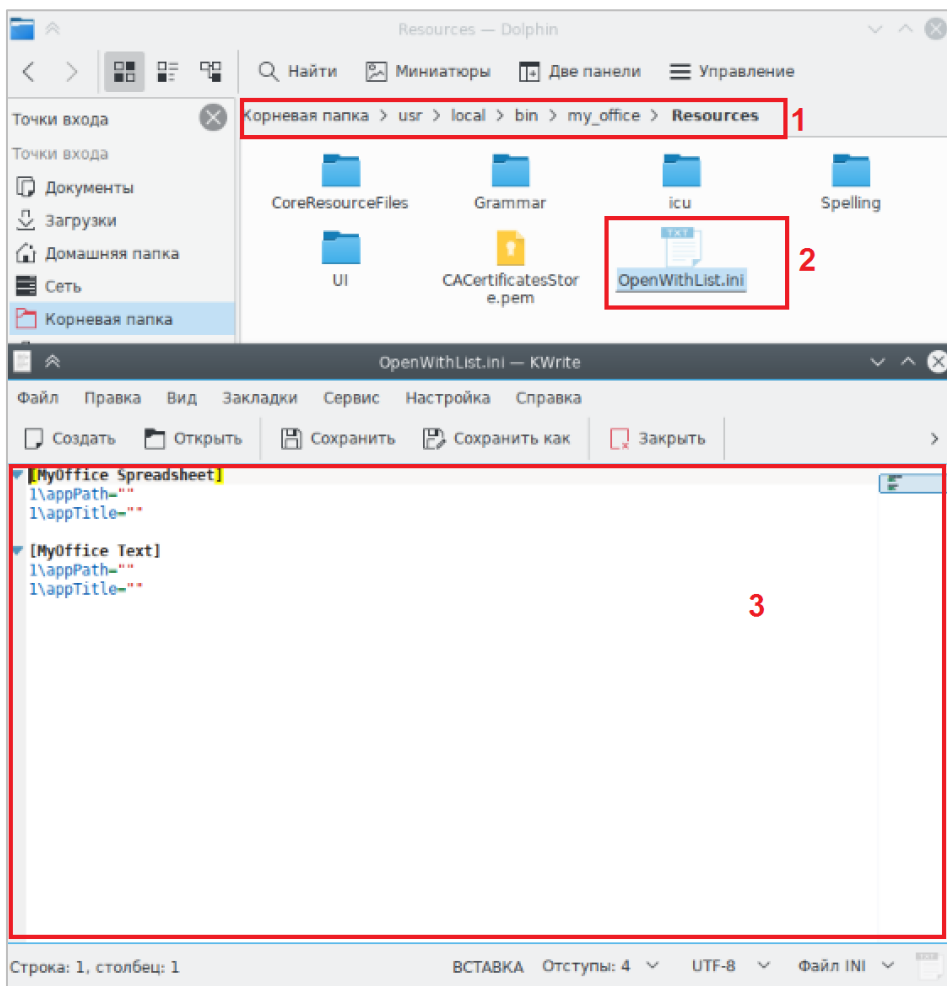 Resources — Dolphin
Найти Миниатюры Две панели Управление
Точки входа
Корневая папка > usr > local > bin > my_office > Resources
1
Точки входа
Документы
Загрузки
Домашняя папка
Сеть
Корневая папка
CoreResourceFiles Grammar icu Spelling
TXT
2
UI CACertificatesStor OpenWithList.ini
e.pem
OpenWithList.ini — KWrite
Файл Правка Вид Закладки Сервис Настройка Справка
Создать Открыть Сохранить Сохранить как Закрыть
[MyOffice Spreadsheet]
1\appPath=""
1\appTitle=""
[MyOffice Text]
1\appPath=""
1\appTitle=""
3
Строка: 1, столбец: 1 ВСТАВКА Отступы: 4 UTF-8 Файл INI